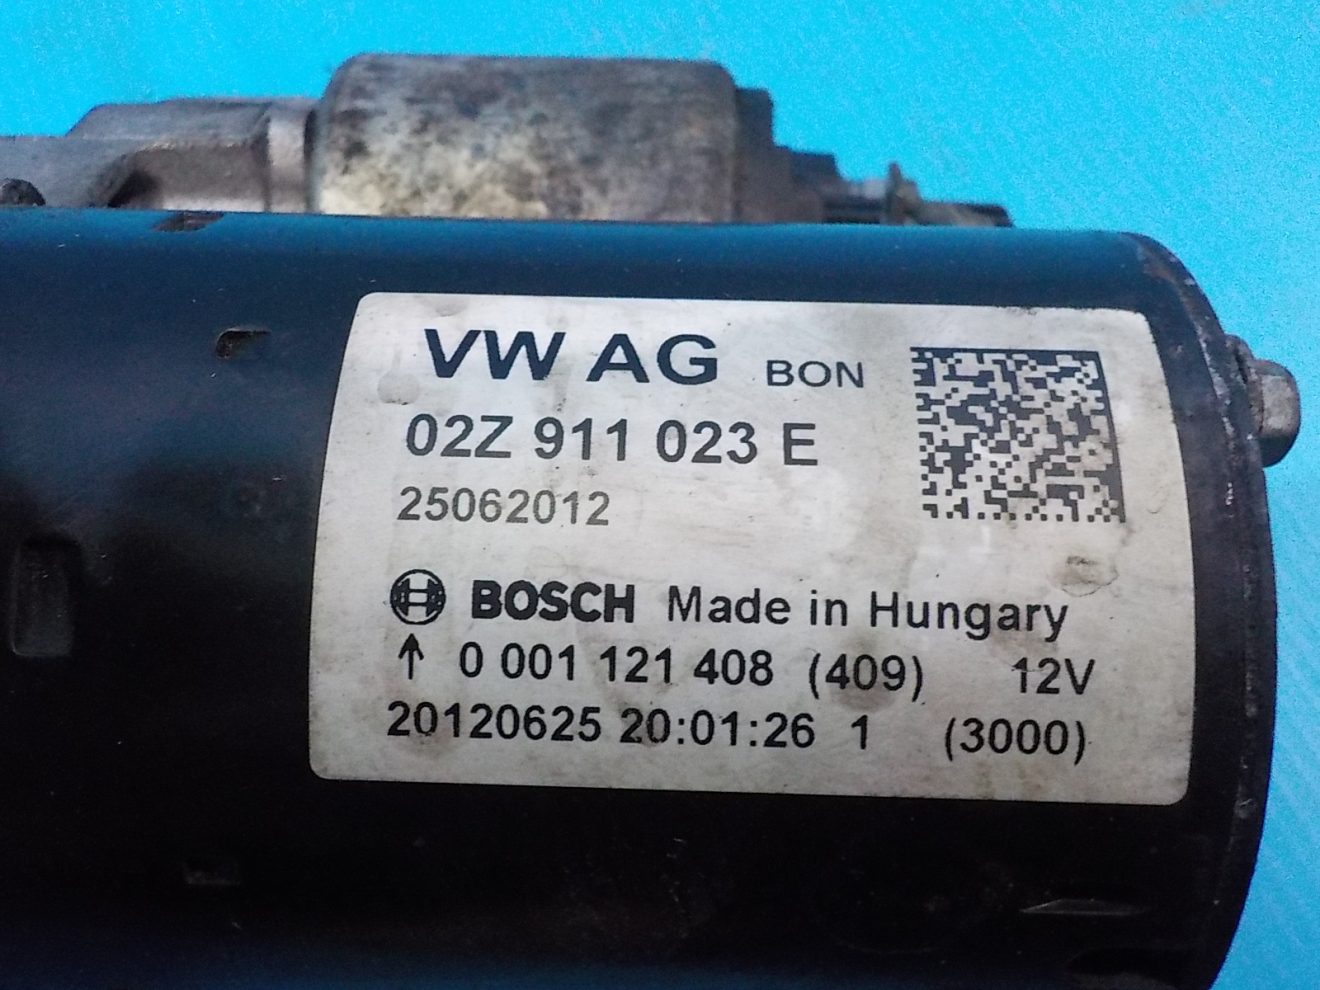 VW AG BON
02Z 911 023 E
25062012
BOSCH Made in Hungary
↑ 0 001 121 408 (409) 12V
20120625 20:01:26 1 (3000)